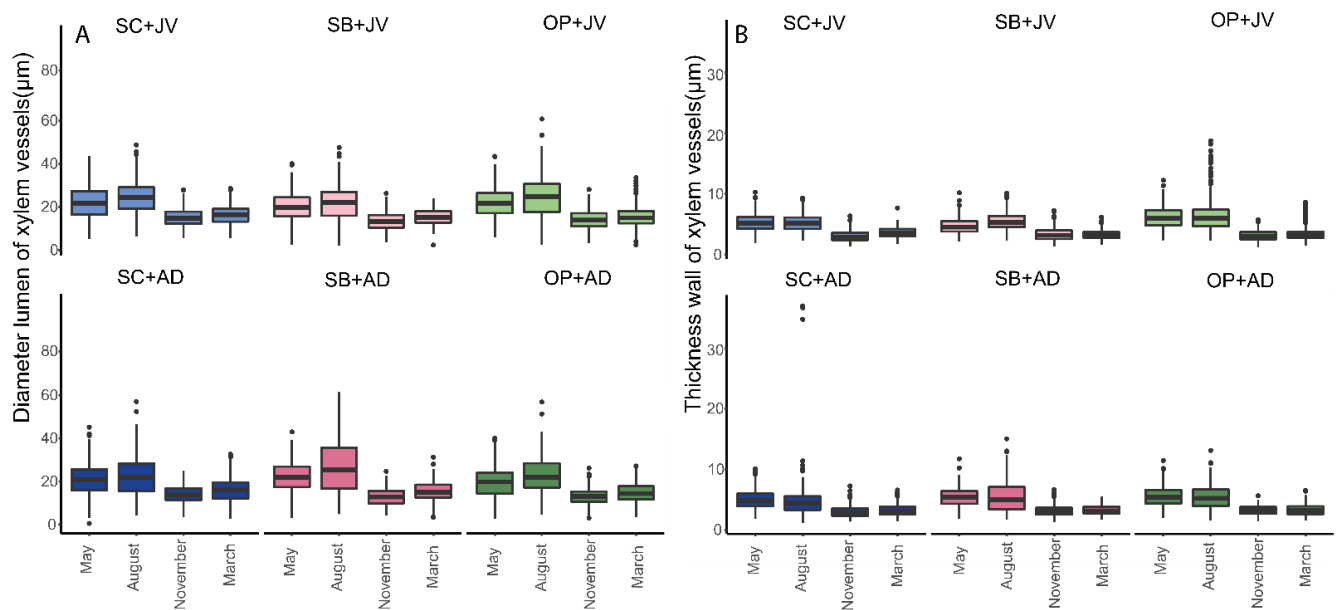 A
SC+JV SB+JV OP+JV
80
60
40
20
0
SC+AD SB+AD OP+AD
80
60
40
20
0
Diameter lumen of xylem vessels(µm)
May August November March May August November March May August November March
B
SC+JV SB+JV OP+JV
30
20
10
0
SC+AD SB+AD OP+AD
30
20
10
0
Thickness wall of xylem vessels(µm)
May August November March May August November March May August November March